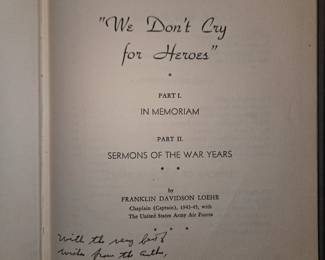 "We Don't Cry
for Heroes"
PART I.
IN MEMORIAM
PART II.
SERMONS OF THE WAR YEARS
by
FRANKLIN DAVIDSON LOEHR
Chaplain (Captain), 1943-45, with
The United States Army Air Forces
With the very best
wishes from the author,